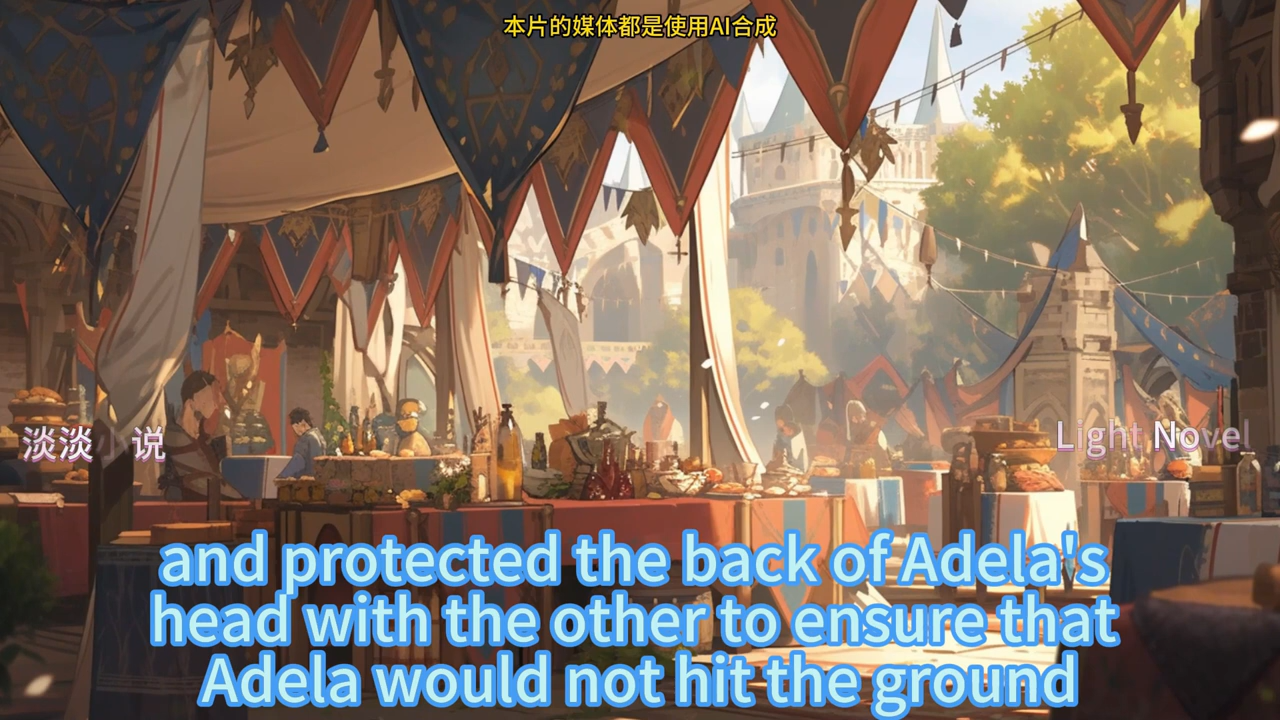 本片的媒体都是使用AI合成
淡淡小说
Light Novel
and protected the back of Adela's
head with the other to ensure that
Adela would not hit the ground